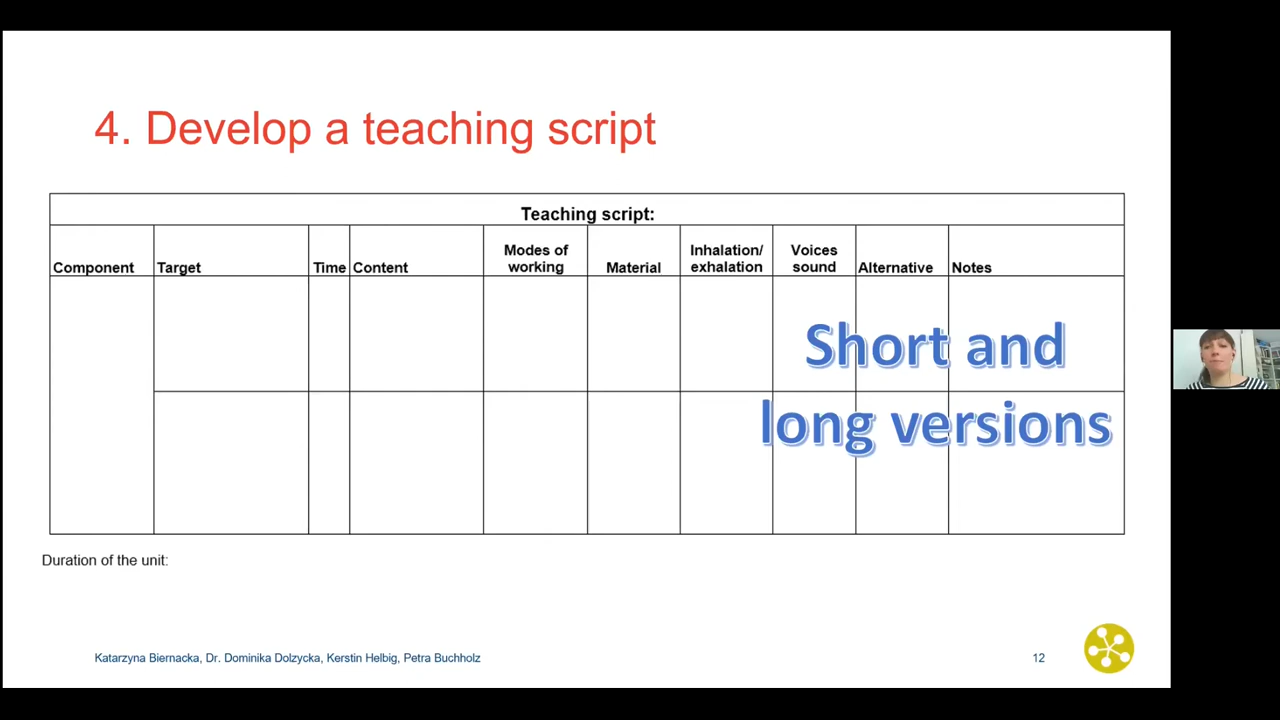 4. Develop a teaching script
Teaching script:
Component
Target
Time
Content
Modes of
working
Material
Inhalation/
exhalation
Voices
sound
Alternative
Notes
Short and
long versions
Duration of the unit:
Katarzyna Biernacka, Dr. Dominika Dolzycka, Kerstin Helbig, Petra Buchholz
12